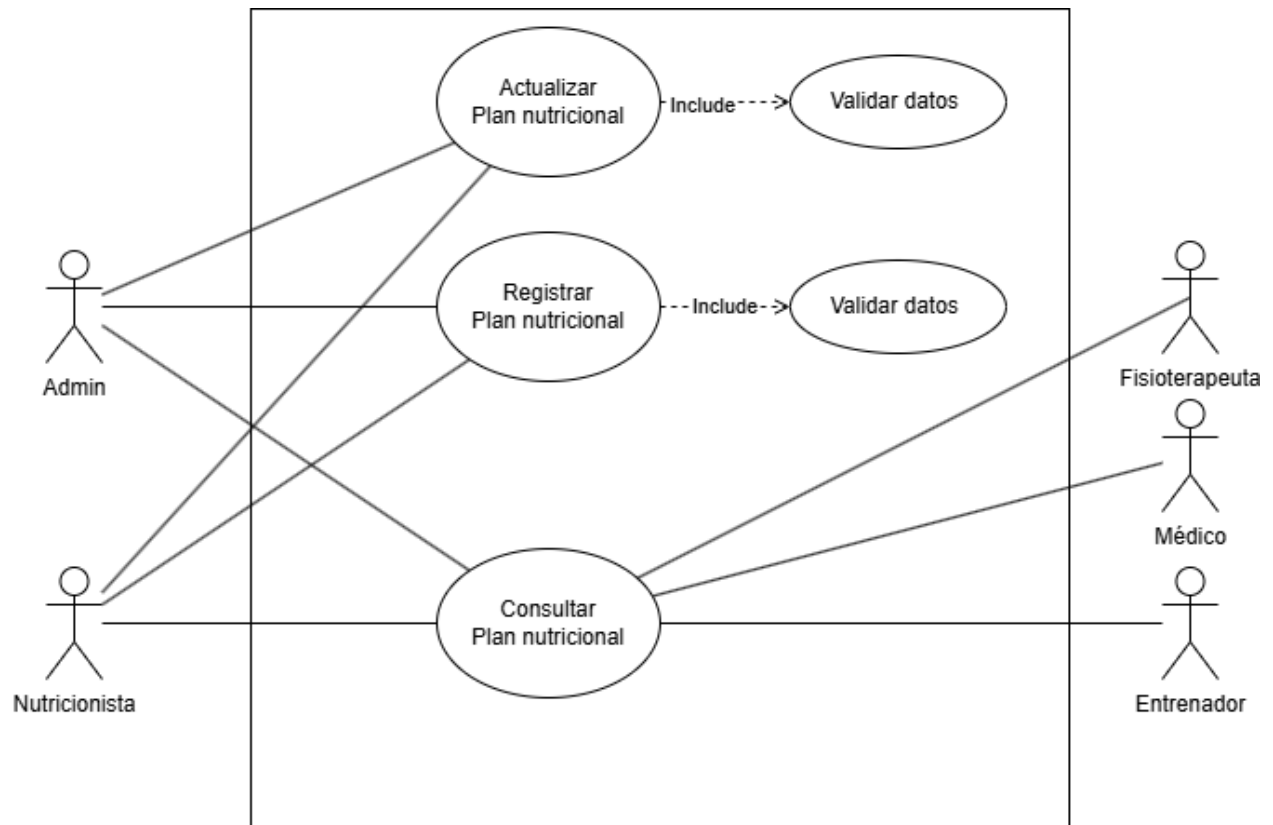 Actualizar
Plan nutricional
Include
Validar datos
Registrar
Plan nutricional
Include
Validar datos
Admin
Fisioterapeuta
Médico
Consultar
Plan nutricional
Nutricionista
Entrenador